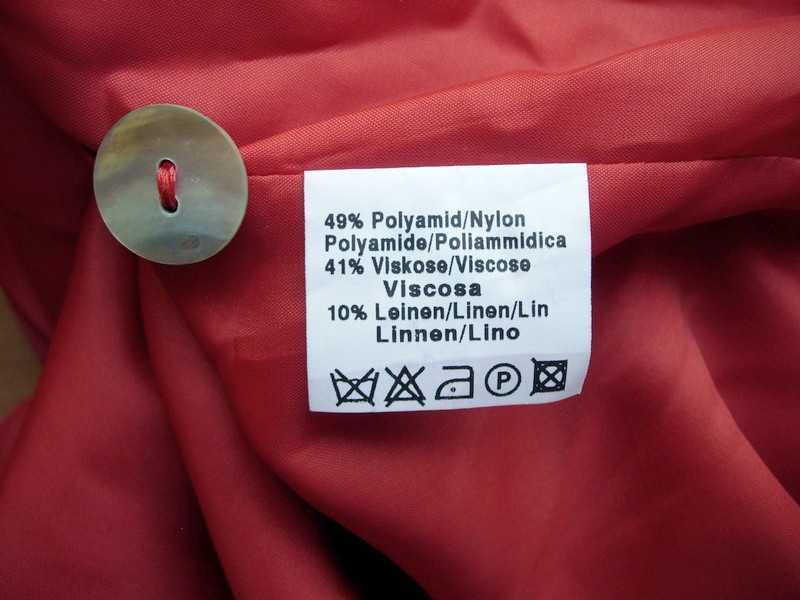 49% Polyamid/Nylon
Polyamide/Poliammidica
41% Viskose/Viscose
Viscosa
10% Leinen/Linen/Lin
Linnen/Lino
P